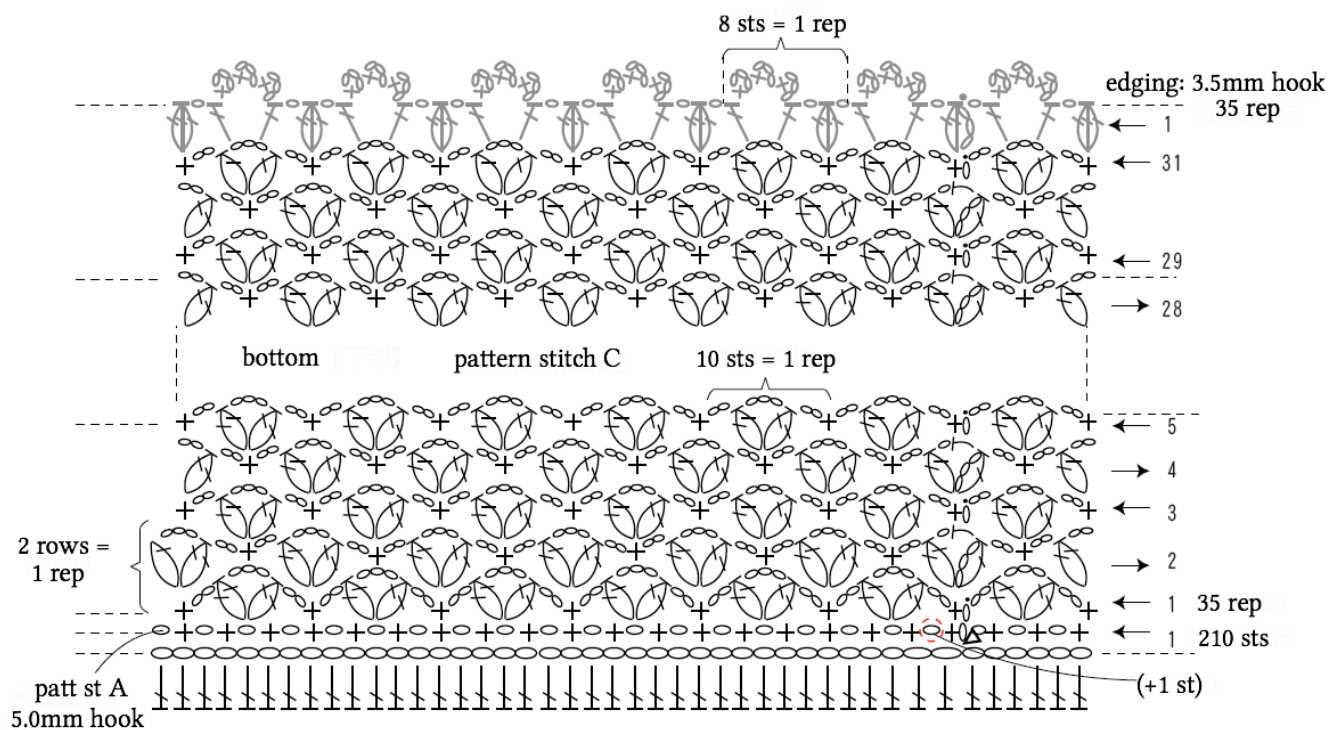 8 sts = 1 rep
edging: 3.5mm hook
35 rep
1
31
29
28
bottom
pattern stitch C
10 sts = 1 rep
5
4
3
2 rows =
1 rep
2
1 35 rep
1 210 sts
(+1 st)
patt st A
5.0mm hook